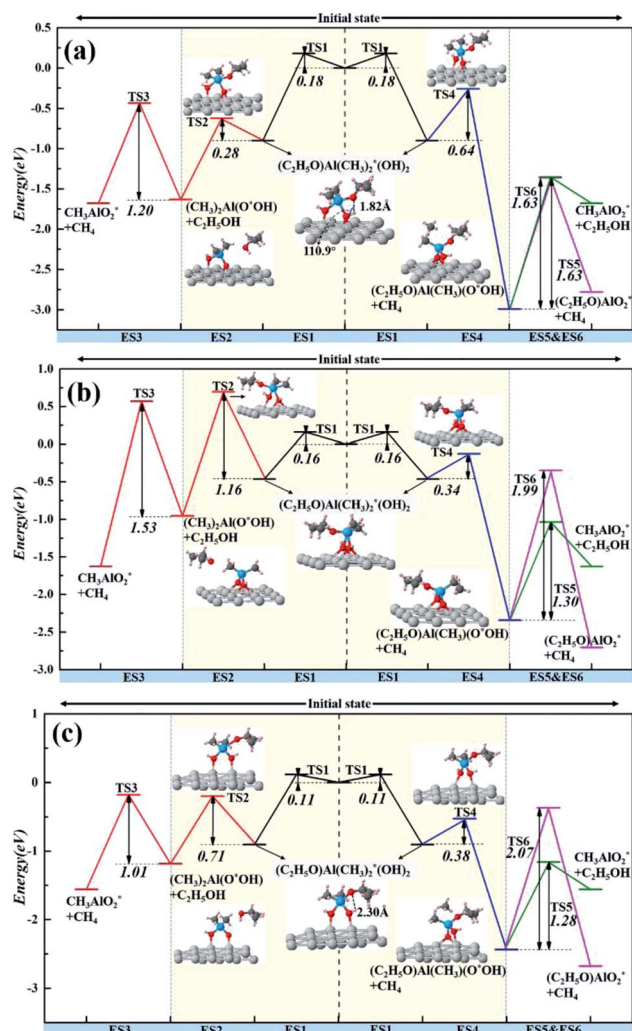 Initial state
(a)
Energy(eV)
0.0
-0.5
-1.0
-1.5
-2.0
-2.5
-3.0
TS3
1.20
CH₃AlO₂*
+CH₄
(CH₃)₂Al(O*OH)
+C₂H₅OH
TS2
0.28
TS1
0.18
TS1
0.18
(C₂H₅O)Al(CH₃)₂*(OH)₂
1.82Å
110.9°
TS4
0.64
(C₂H₅O)Al(CH₃)(O*OH)
+CH₄
TS6
1.63
TS5
1.63
CH₃AlO₂*
+C₂H₅OH
(C₂H₅O)AlO₂*
+CH₄
ES3 ES2 ES1 ES1 ES4 ES5&ES6
Initial state
(b)
Energy(eV)
1.0
0.5
0.0
-0.5
-1.0
-1.5
-2.0
-2.5
-3.0
TS3
1.53
CH₃AlO₂*
+CH₄
(CH₃)₂Al(O*OH)
+C₂H₅OH
TS2
1.16
TS1
0.16
TS1
0.16
(C₂H₅O)Al(CH₃)₂*(OH)₂
TS4
0.34
(C₂H₅O)Al(CH₃)(O*OH)
+CH₄
TS6
1.99
TS5
1.30
CH₃AlO₂*
+C₂H₅OH
(C₂H₅O)AlO₂*
+CH₄
ES3 ES2 ES1 ES1 ES4 ES5&ES6
Initial state
(c)
Energy(eV)
1
0
-1
-2
-3
TS3
1.01
CH₃AlO₂*
+CH₄
(CH₃)₂Al(O*OH)
+C₂H₅OH
TS2
0.71
TS1
0.11
TS1
0.11
(C₂H₅O)Al(CH₃)₂*(OH)₂
2.30Å
TS4
0.38
(C₂H₅O)Al(CH₃)(O*OH)
+CH₄
TS6
2.07
TS5
1.28
CH₃AlO₂*
+C₂H₅OH
(C₂H₅O)AlO₂*
+CH₄
ES3 ES2 ES1 ES1 ES4 ES5&ES6